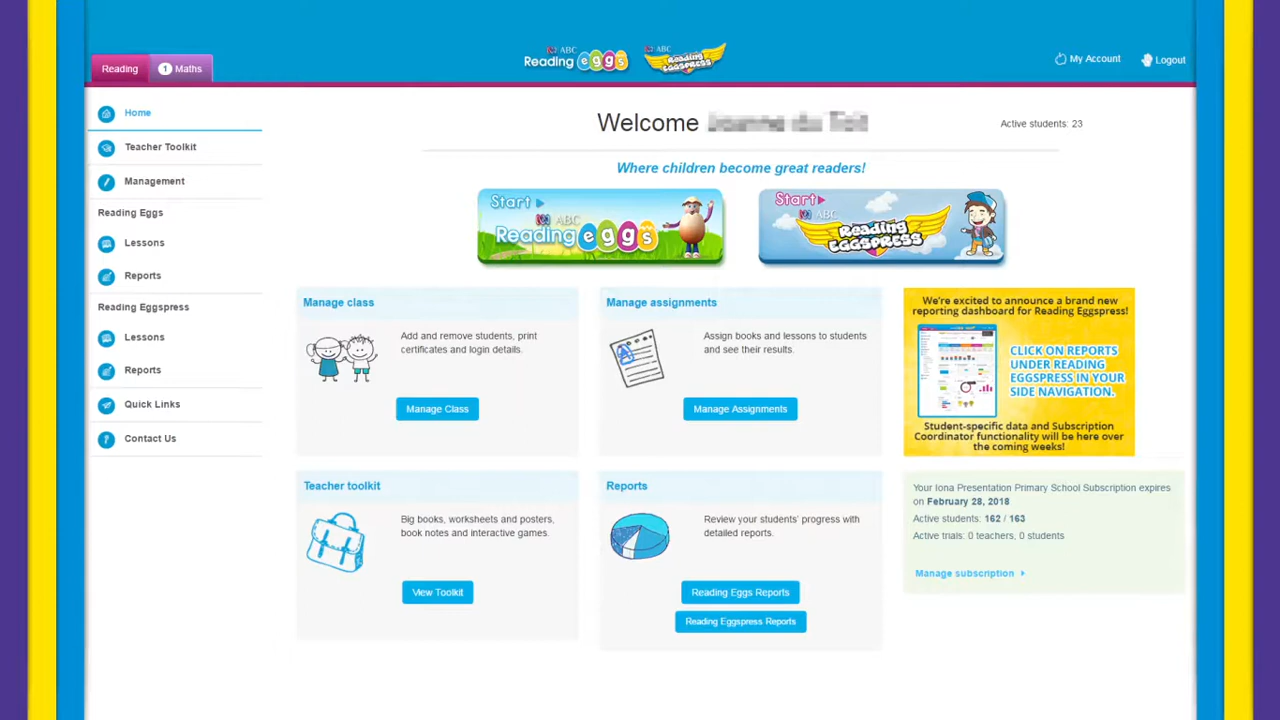 Reading
1 Maths
ABC
Reading eggs
ABC
Reading EGGSPRESS
My Account
Logout
Home
Teacher Toolkit
Management
Reading Eggs
Lessons
Reports
Reading Eggspress
Lessons
Reports
Quick Links
Contact Us
Welcome
Active students: 23
Where children become great readers!
Start
ABC
Reading eggs
Start
ABC
Reading EGGSPRESS
Manage class
Add and remove students, print
certificates and login details.
Manage Class
Manage assignments
Assign books and lessons to students
and see their results.
Manage Assignments
We're excited to announce a brand new
reporting dashboard for Reading Eggspress!
CLICK ON REPORTS
UNDER READING
EGGSPRESS IN YOUR
SIDE NAVIGATION.
Student-specific data and Subscription
Coordinator functionality will be here over
the coming weeks!
Teacher toolkit
Big books, worksheets and posters,
book notes and interactive games.
View Toolkit
Reports
Review your students' progress with
detailed reports.
Reading Eggs Reports
Reading Eggspress Reports
Your Iona Presentation Primary School Subscription expires
on February 28, 2018
Active students: 162 / 163
Active trials: 0 teachers, 0 students
Manage subscription